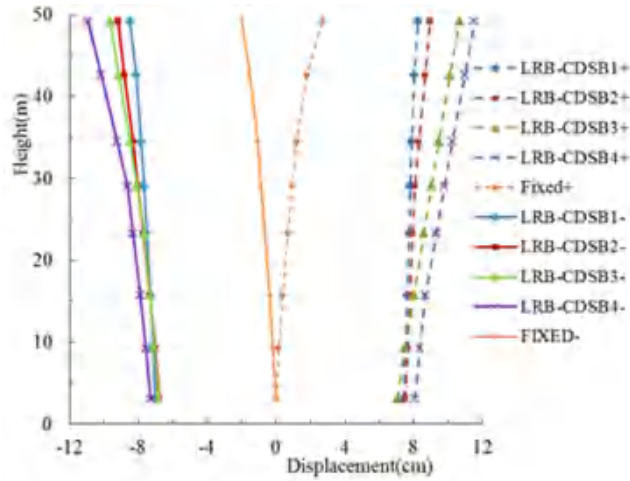 50
40
30
20
10
0
Height(m)
-12 -8 -4 0 4 8 12
Displacement(cm)
LRB-CDSB1+
LRB-CDSB2+
LRB-CDSB3+
LRB-CDSB4+
Fixed+
LRB-CDSB1-
LRB-CDSB2-
LRB-CDSB3-
LRB-CDSB4-
FIXED-